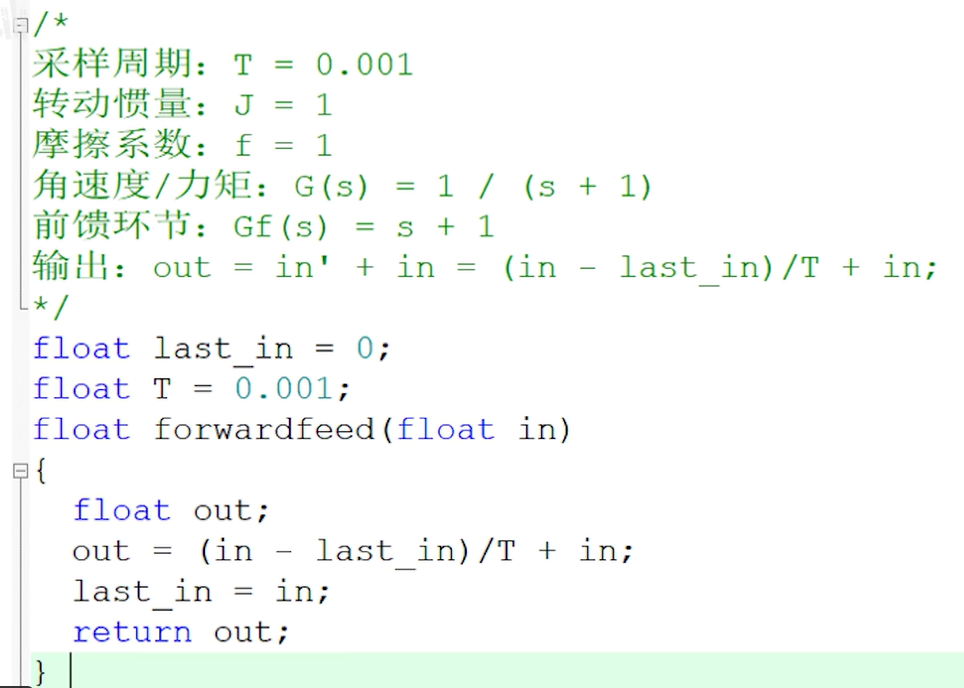 /*
采样周期: T = 0.001
转动惯量: J = 1
摩擦系数: f = 1
角速度/力矩: G(s) = 1 / (s + 1)
前馈环节: Gf(s) = s + 1
输出: out = in' + in = (in - last_in)/T + in;
*/
float last_in = 0;
float T = 0.001;
float forwardfeed(float in)
{
float out;
out = (in - last_in)/T + in;
last_in = in;
return out;
}